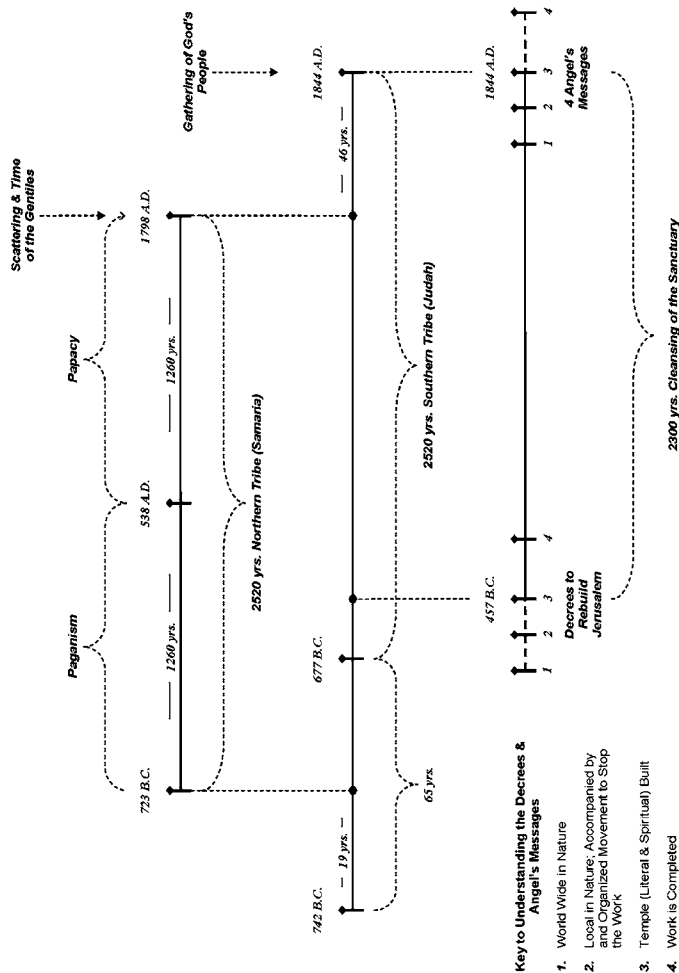 Scattering & Time
of the Gentiles
Gathering of God's
People
Paganism
Papacy
723 B.C.
538 A.D.
1798 A.D.
1260 yrs.
1260 yrs.
2520 yrs. Northern Tribe (Samaria)
742 B.C.
677 B.C.
1844 A.D.
19 yrs.
46 yrs.
65 yrs.
2520 yrs. Southern Tribe (Judah)
457 B.C.
1844 A.D.
1 2 3 4
1 2 3 4
Decrees to
Rebuild
Jerusalem
4 Angel's
Messages
2300 yrs. Cleansing of the Sanctuary
Key to Understanding the Decrees &
Angel's Messages
1. World Wide in Nature
2. Local in Nature; Accompanied by
and Organized Movement to Stop
the Work
3. Temple (Literal & Spiritual) Built
4. Work is Completed